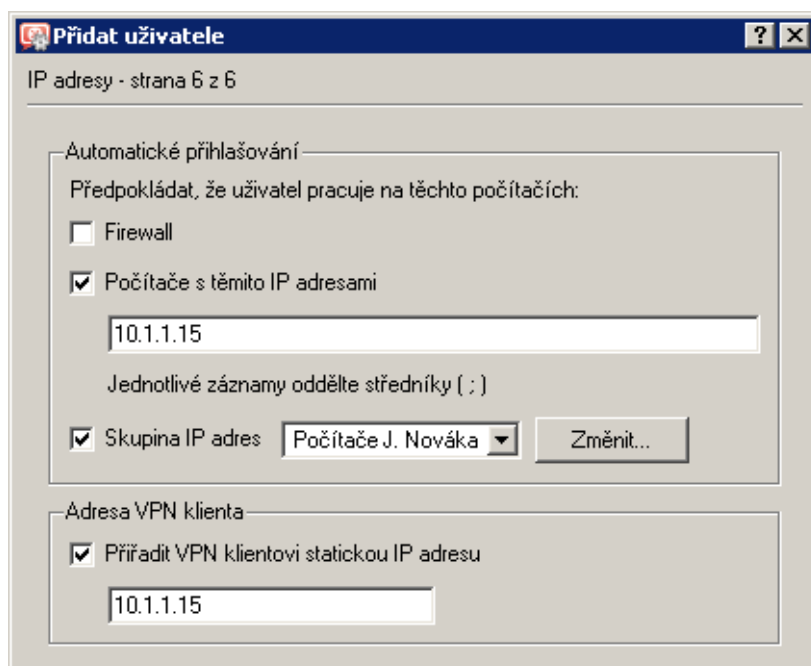 Přidat uživatele
IP adresy - strana 6 z 6
Automatické přihlašování
Předpokládat, že uživatel pracuje na těchto počítačích:
Firewall
Počítače s těmito IP adresami
10.1.1.15
Jednotlivé záznamy oddělte středníky ( ; )
Skupina IP adres Počítače J. Nováka Změnit...
Adresa VPN klienta
Přiřadit VPN klientovi statickou IP adresu
10.1.1.15